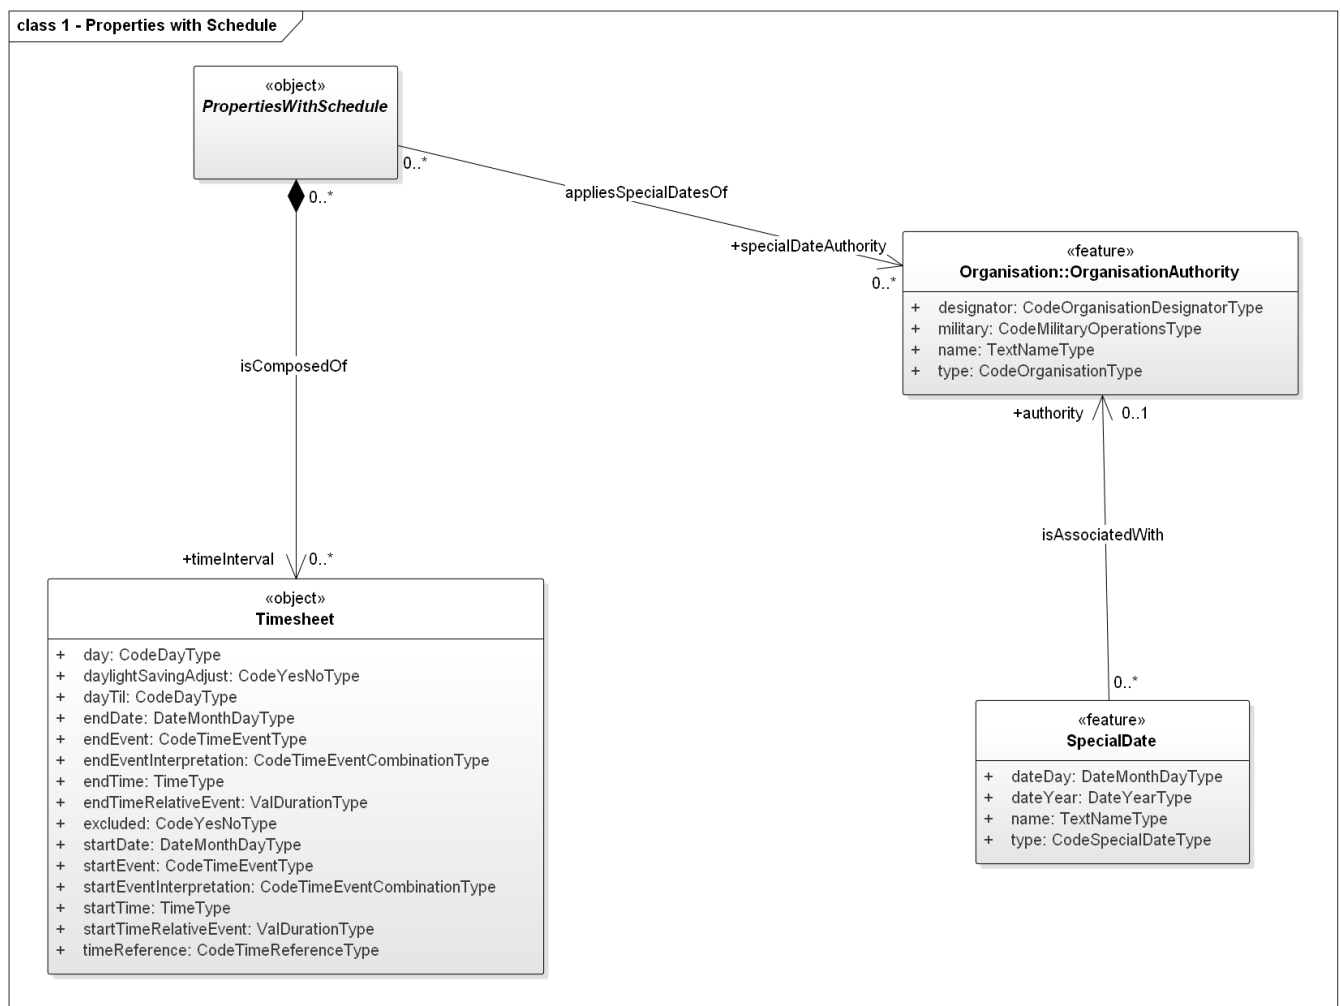 class 1 - Properties with Schedule
«object»
PropertiesWithSchedule
0..*
0..*
appliesSpecialDatesOf
+specialDateAuthority
0..*
«feature»
Organisation::OrganisationAuthority
+ designator: CodeOrganisationDesignatorType
+ military: CodeMilitaryOperationsType
+ name: TextNameType
+ type: CodeOrganisationType
isComposedOf
+authority 0..1
isAssociatedWith
+timeInterval 0..*
«object»
Timesheet
+ day: CodeDayType
+ daylightSavingAdjust: CodeYesNoType
+ dayTil: CodeDayType
+ endDate: DateMonthDayType
+ endEvent: CodeTimeEventType
+ endEventInterpretation: CodeTimeEventCombinationType
+ endTime: TimeType
+ endTimeRelativeEvent: ValDurationType
+ excluded: CodeYesNoType
+ startDate: DateMonthDayType
+ startEvent: CodeTimeEventType
+ startEventInterpretation: CodeTimeEventCombinationType
+ startTime: TimeType
+ startTimeRelativeEvent: ValDurationType
+ timeReference: CodeTimeReferenceType
0..*
«feature»
SpecialDate
+ dateDay: DateMonthDayType
+ dateYear: DateYearType
+ name: TextNameType
+ type: CodeSpecialDateType